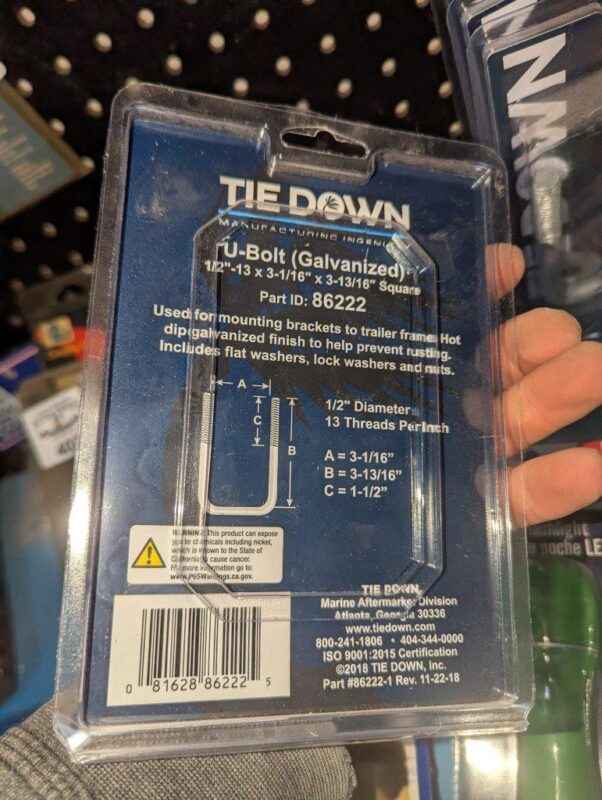 TIE DOWN
MANUFACTURING
U-Bolt (Galvanized)
1/2"-13 x 3-1/16" x 3-13/16" Square
Part ID: 86222
Used for mounting brackets to trailer frame. Hot
dip galvanized finish to help prevent rusting.
Includes flat washers, lock washers and nuts.
A
C
B
1/2" Diameter
13 Threads Per Inch
A = 3-1/16"
B = 3-13/16"
C = 1-1/2"
WARNING: This product can expose
you to chemicals including nickel,
which is known to the State of
California to cause cancer.
For more information go to:
www.P65Warnings.ca.gov.
TIE DOWN
Marine Aftermarket Division
Atlanta, Georgia 30336
www.tiedown.com
800-241-1806 • 404-344-0000
ISO 9001:2015 Certification
©2018 TIE DOWN, Inc.
Part #86222-1 Rev. 11-22-18
0 81628 86222 5
poche LE